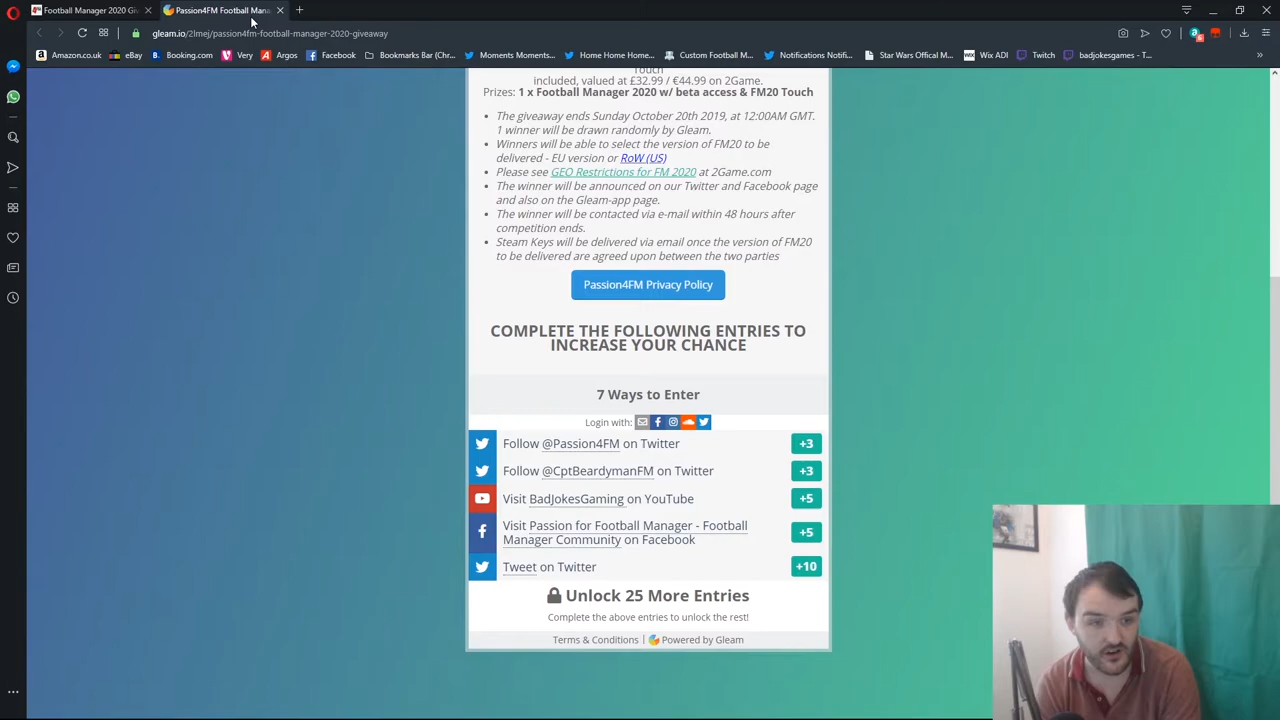 Football Manager 2020 Gi
Passion4FM Football Mana
gleam.io/2Imej/passion4fm-football-manager-2020-giveaway
Amazon.co.uk eBay Booking.com Very Argos Facebook Bookmarks Bar (Chr... Moments Moments... Home Home Home... Custom Football M... Notifications Notifi... Star Wars Offical M... Wix ADI Twitch badjokesgames - T...
Touch
included, valued at £32.99 / €44.99 on 2Game.
Prizes: 1 x Football Manager 2020 w/ beta access & FM20 Touch
• The giveaway ends Sunday October 20th 2019, at 12:00AM GMT.
1 winner will be drawn randomly by Gleam.
• Winners will be able to select the version of FM20 to be
delivered - EU version or RoW (US)
• Please see GEO Restrictions for FM 2020 at 2Game.com
• The winner will be announced on our Twitter and Facebook page
and also on the Gleam-app page.
• The winner will be contacted via e-mail within 48 hours after
competition ends.
• Steam Keys will be delivered via email once the version of FM20
to be delivered are agreed upon between the two parties
Passion4FM Privacy Policy
COMPLETE THE FOLLOWING ENTRIES TO
INCREASE YOUR CHANCE
7 Ways to Enter
Login with:
Follow @Passion4FM on Twitter +3
Follow @CptBeardymanFM on Twitter +3
Visit BadJokesGaming on YouTube +5
Visit Passion for Football Manager - Football
Manager Community on Facebook +5
Tweet on Twitter +10
Unlock 25 More Entries
Complete the above entries to unlock the rest!
Terms & Conditions | Powered by Gleam